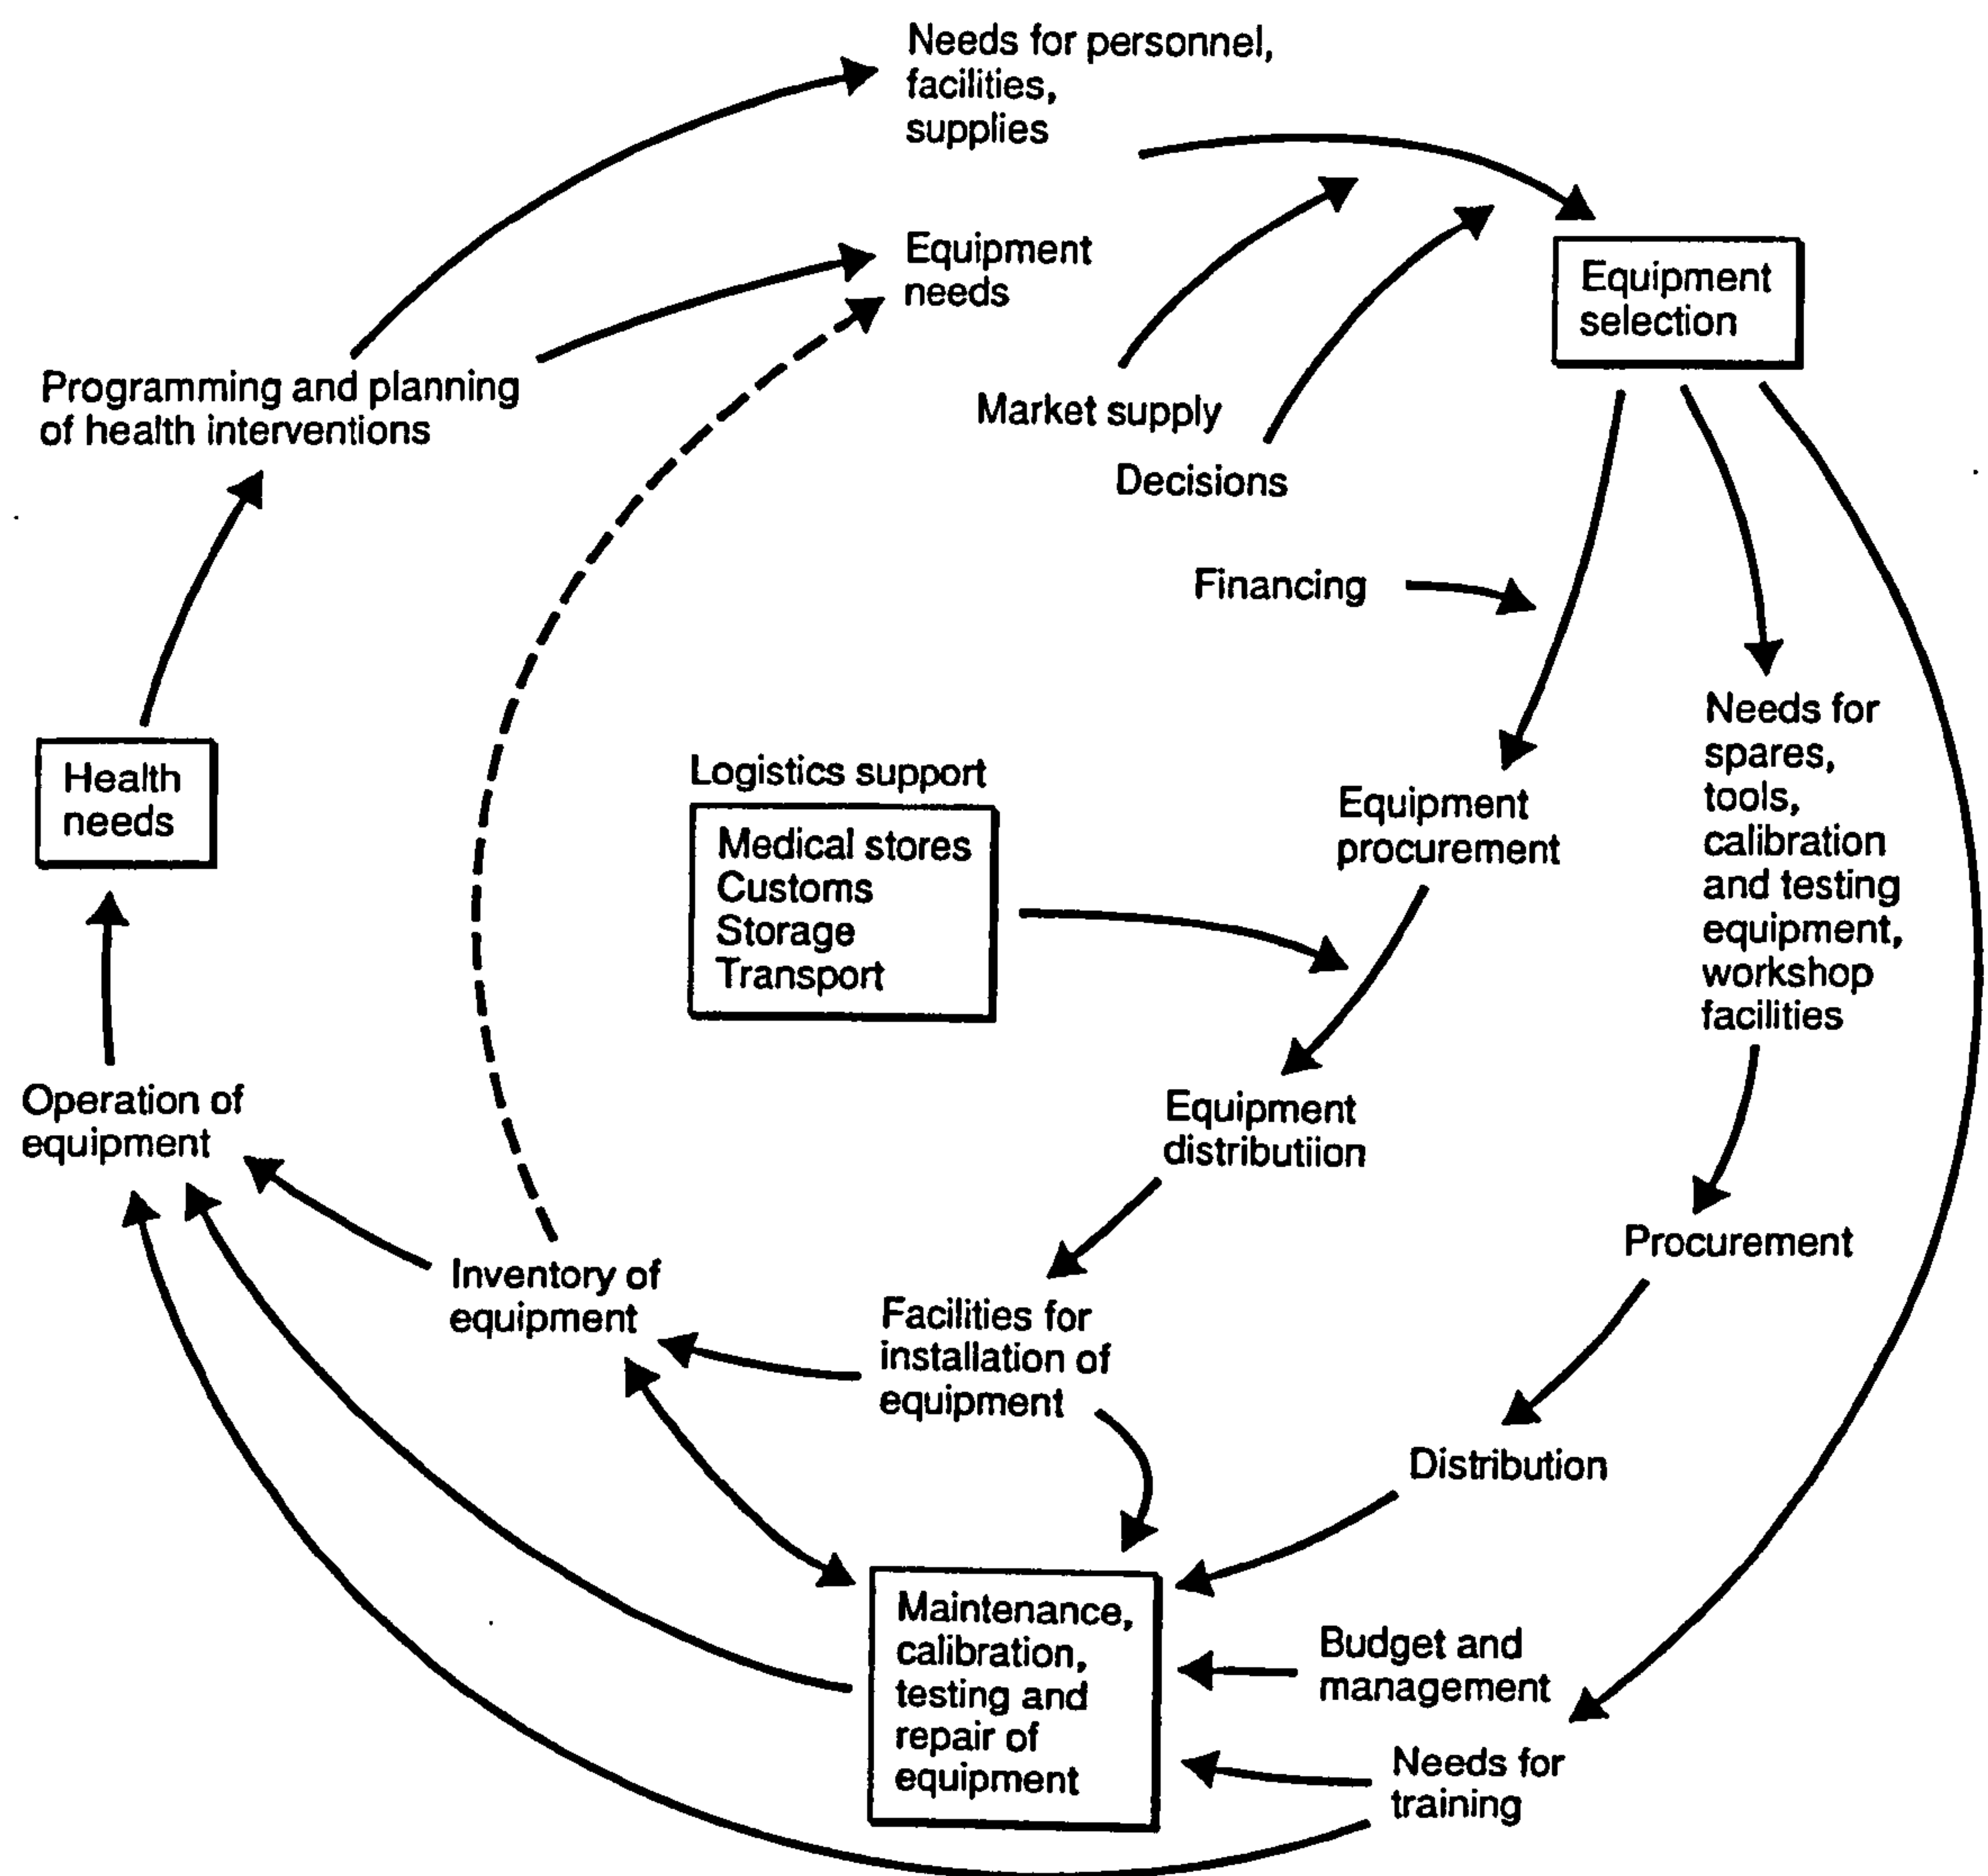 Needs for personnel,
facilities,
supplies
Equipment
needs
Equipment
selection
Programming and planning
of health interventions
Market supply
Decisions
Financing
Needs for
spares,
tools,
calibration
and testing
equipment,
workshop
facilities
Health
needs
Logistics support
Medical stores
Customs
Storage
Transport
Equipment
procurement
Operation of
equipment
Equipment
distributiion
Procurement
Inventory of
equipment
Facilities for
installation of
equipment
Distribution
Maintenance,
calibration,
testing and
repair of
equipment
Budget and
management
Needs for
training